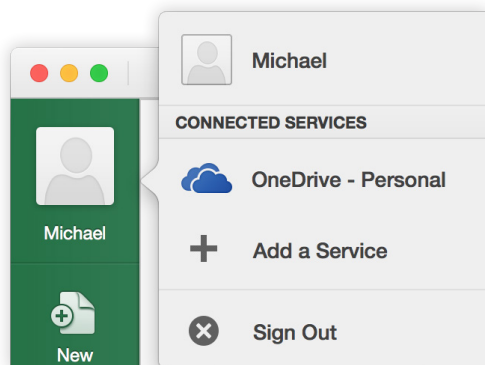 Michael
New
Michael
CONNECTED SERVICES
OneDrive - Personal
Add a Service
Sign Out